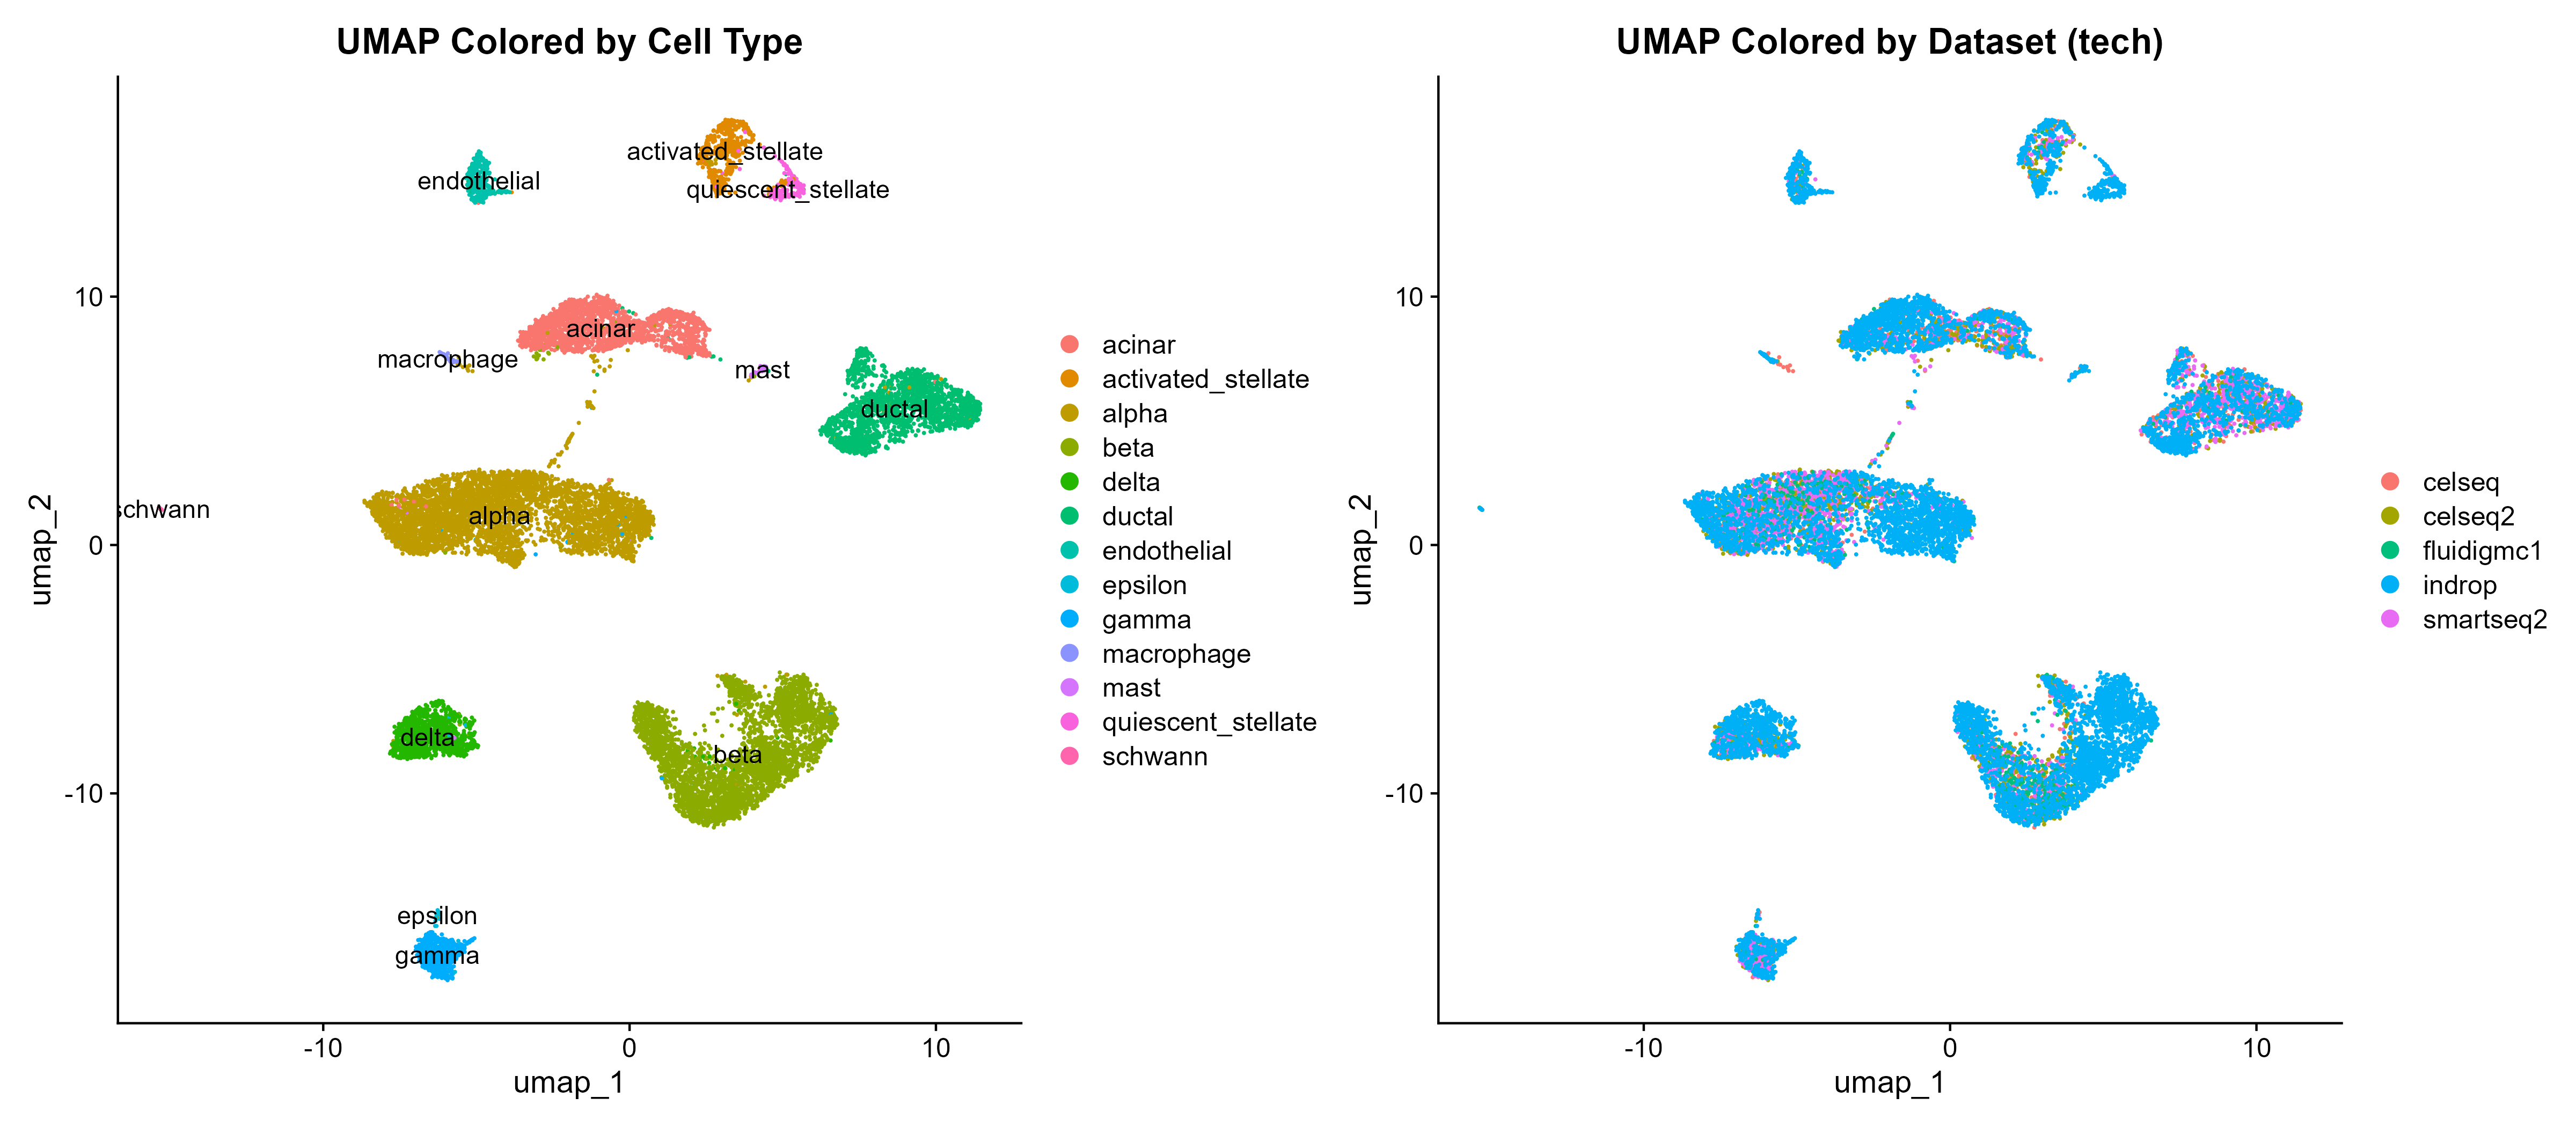 UMAP Colored by Cell Type
activated_stellate
endothelial
quiescent_stellate
10
acinar
macrophage
mast
ductal
schwann
alpha
0
delta
beta
-10
epsilon
gamma
-10
0
10
umap_1
umap_2
acinar
activated_stellate
alpha
beta
delta
ductal
endothelial
epsilon
gamma
macrophage
mast
quiescent_stellate
schwann
UMAP Colored by Dataset (tech)
10
0
-10
-10
0
10
umap_1
umap_2
celseq
celseq2
fluidigmc1
indrop
smartseq2